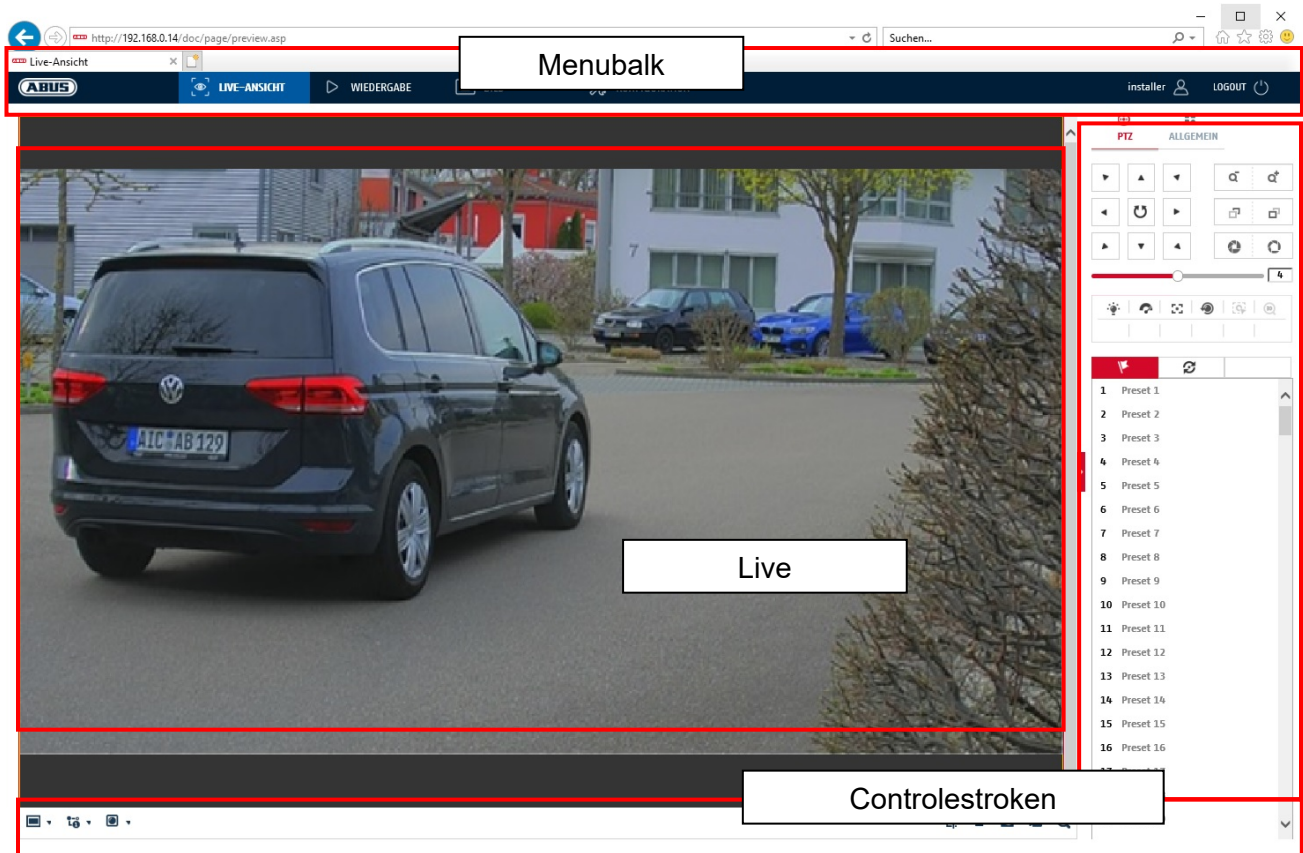 http://192.168.0.14/doc/page/preview.asp
Suchen...
Live-Ansicht
Menubalk
ABUS
LIVE-ANSICHT
WIEDERGABE
installer
LOGOUT
PTZ
ALLGEMEIN
4
7
AIC AB 129
Live
1 Preset 1
2 Preset 2
3 Preset 3
4 Preset 4
5 Preset 5
6 Preset 6
7 Preset 7
8 Preset 8
9 Preset 9
10 Preset 10
11 Preset 11
12 Preset 12
13 Preset 13
14 Preset 14
15 Preset 15
16 Preset 16
Controlestroken